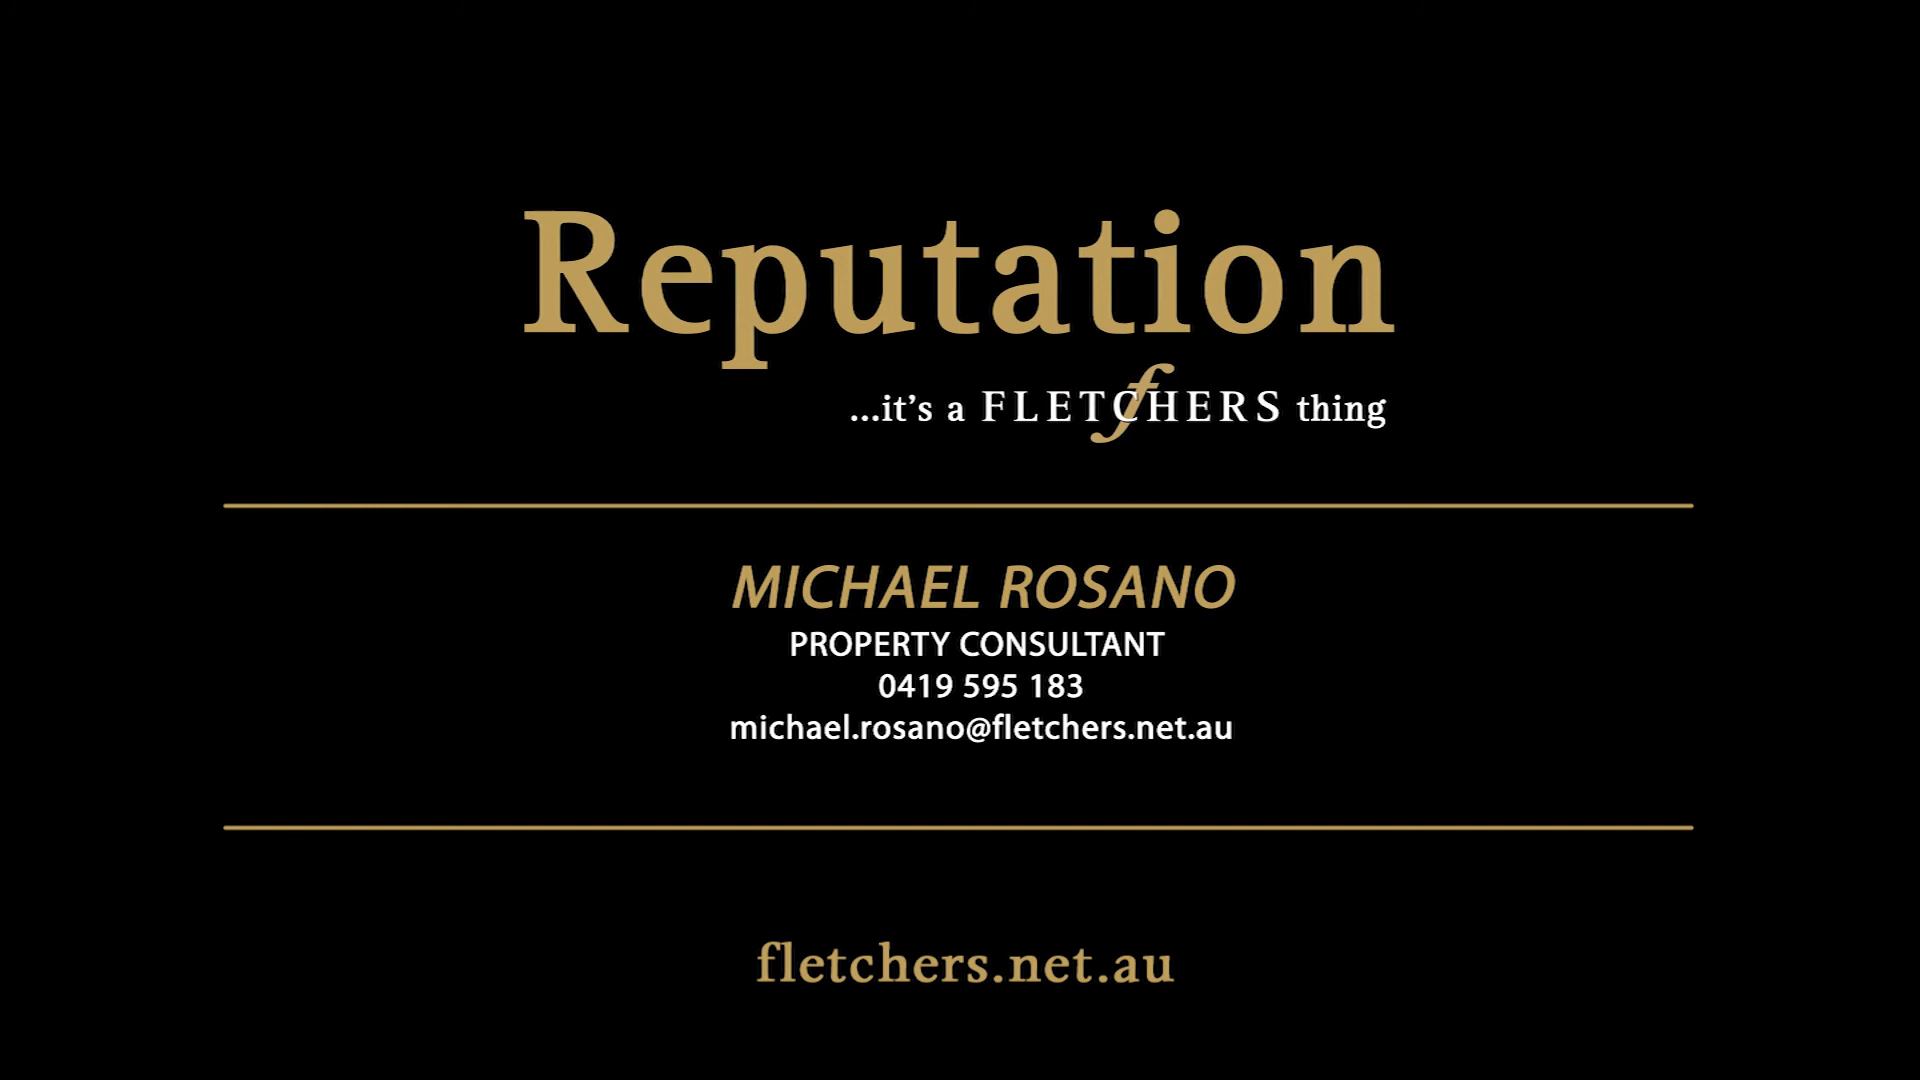 Reputation
...it's a FLETCHERS thing
MICHAEL ROSANO
PROPERTY CONSULTANT
0419 595 183
michael.rosano@fletchers.net.au
fletchers.net.au